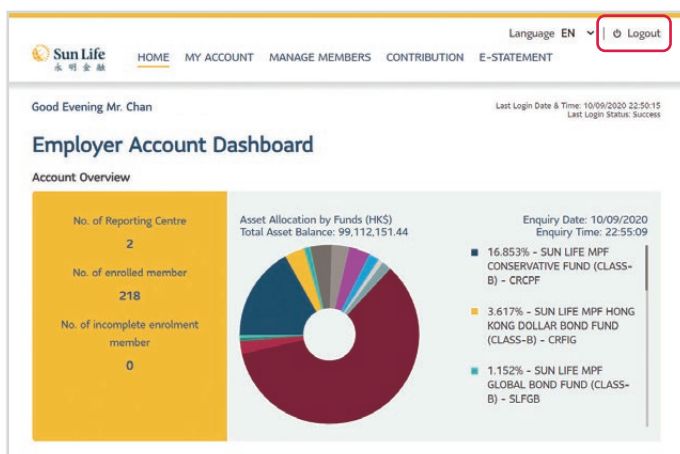 Language EN | Logout
Sun Life
永明金融
HOME MY ACCOUNT MANAGE MEMBERS CONTRIBUTION E-STATEMENT
Good Evening Mr. Chan
Last Login Date & Time: 10/09/2020 22:50:15
Last Login Status: Success
Employer Account Dashboard
Account Overview
No. of Reporting Centre
2
No. of enrolled member
218
No. of incomplete enrolment
member
0
Asset Allocation by Funds (HK$)
Total Asset Balance: 99,112,151.44
Enquiry Date: 10/09/2020
Enquiry Time: 22:55:09
16.853% - SUN LIFE MPF
CONSERVATIVE FUND (CLASS-
B) - CRCPF
3.617% - SUN LIFE MPF HONG
KONG DOLLAR BOND FUND
(CLASS-B) - CRFIG
1.152% - SUN LIFE MPF
GLOBAL BOND FUND (CLASS-
B) - SLFGB